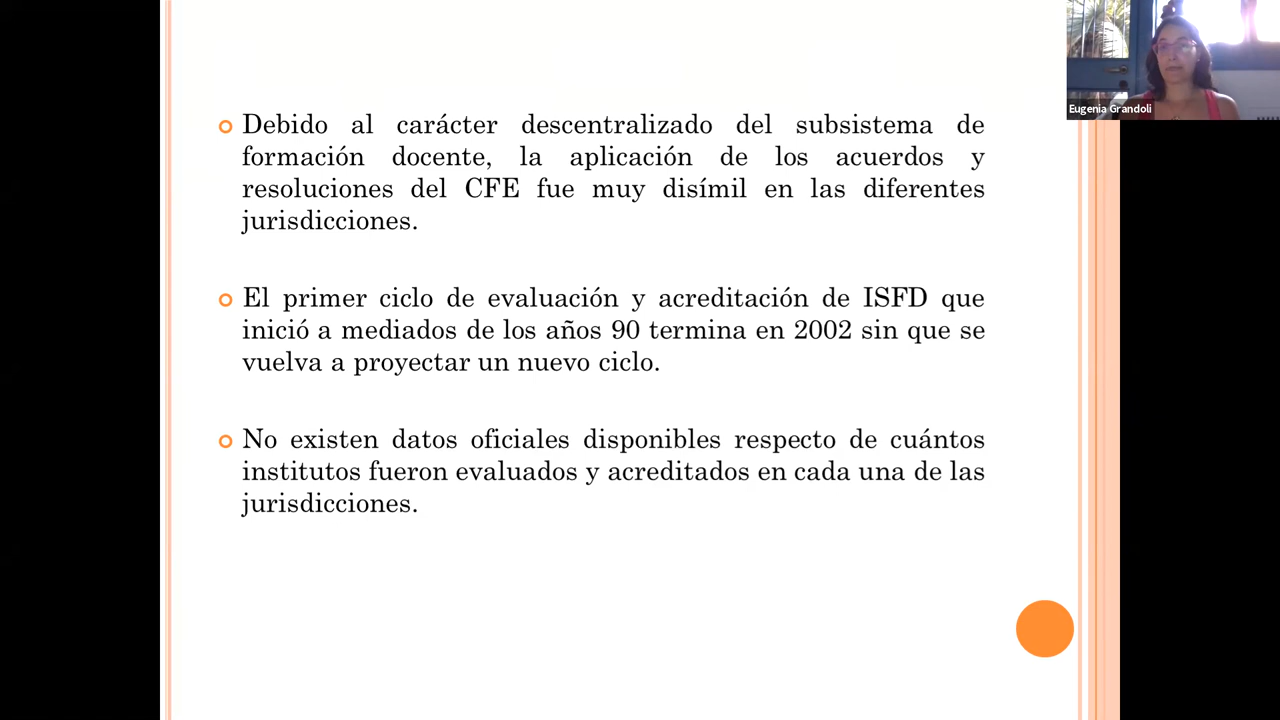 Eugenia Grandoli
Debido al carácter descentralizado del subsistema de
formación docente, la aplicación de los acuerdos y
resoluciones del CFE fue muy disímil en las diferentes
jurisdicciones.
El primer ciclo de evaluación y acreditación de ISFD que
inició a mediados de los años 90 termina en 2002 sin que se
vuelva a proyectar un nuevo ciclo.
No existen datos oficiales disponibles respecto de cuántos
institutos fueron evaluados y acreditados en cada una de las
jurisdicciones.